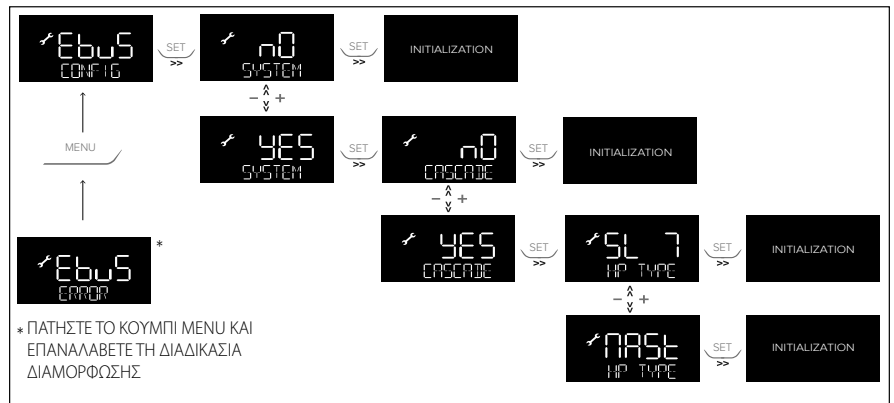 EbuS
CONFIG
SET
>>
nO
SYSTEM
SET
>>
INITIALIZATION
- +
MENU
YES
SYSTEM
SET
>>
nO
CASCADE
SET
>>
INITIALIZATION
- +
EbuS
ERROR
*
YES
CASCADE
SET
>>
SL 7
HP TYPE
SET
>>
INITIALIZATION
- +
MASt
HP TYPE
SET
>>
INITIALIZATION
* ΠΑΤΗΣΤΕ ΤΟ ΚΟΥΜΠΙ MENU ΚΑΙ
ΕΠΑΝΑΛΑΒΕΤΕ ΤΗ ΔΙΑΔΙΚΑΣΙΑ
ΔΙΑΜΟΡΦΩΣΗΣ